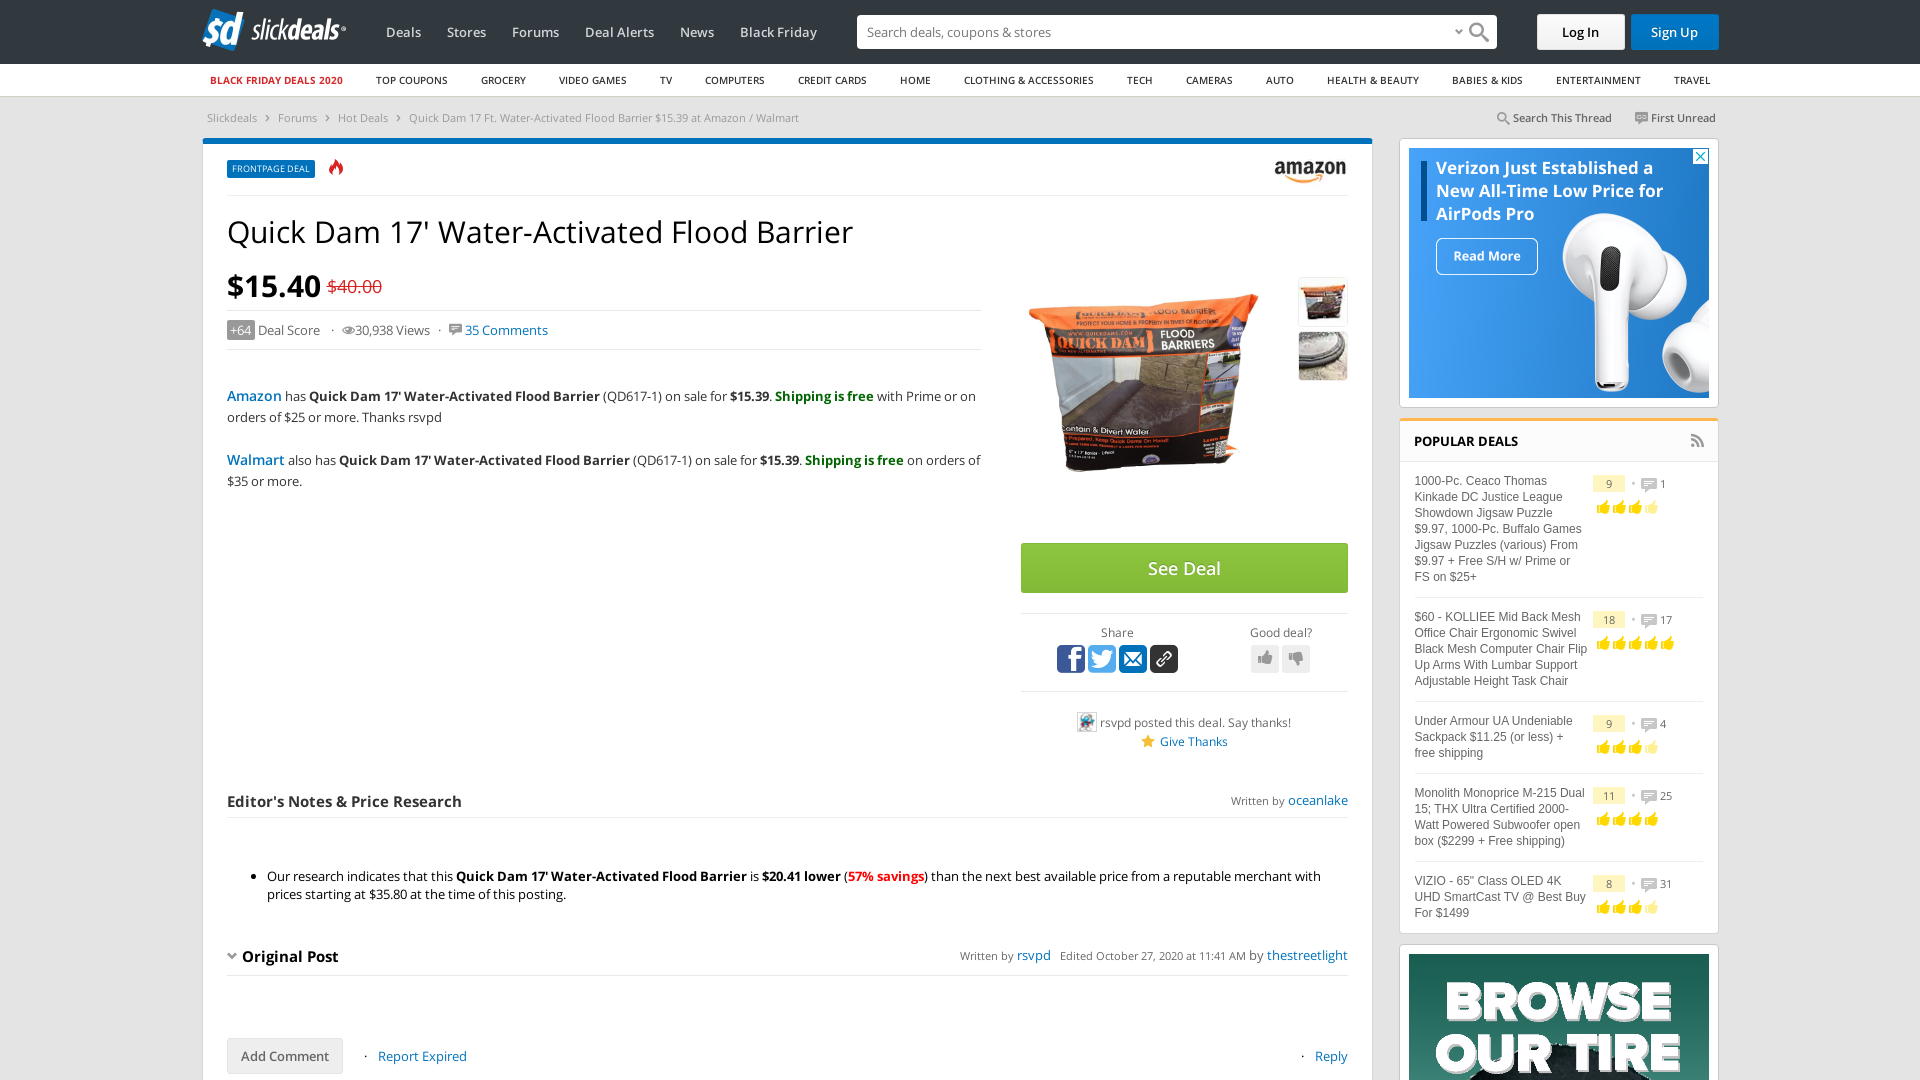 slickdeals
Deals
Stores
Forums
Deal Alerts
News
Black Friday
Search deals, coupons & stores
Log In
Sign Up
BLACK FRIDAY DEALS 2020
TOP COUPONS
GROCERY
VIDEO GAMES
TV
COMPUTERS
CREDIT CARDS
HOME
CLOTHING & ACCESSORIES
TECH
CAMERAS
AUTO
HEALTH & BEAUTY
BABIES & KIDS
ENTERTAINMENT
TRAVEL
Slickdeals › Forums › Hot Deals › Quick Dam 17 Ft. Water-Activated Flood Barrier $15.39 at Amazon / Walmart
Search This Thread
First Unread
FRONTPAGE DEAL
amazon
Quick Dam 17' Water-Activated Flood Barrier
$15.40 $40.00
+64 Deal Score · 30,938 Views · 35 Comments
Amazon has Quick Dam 17' Water-Activated Flood Barrier (QD617-1) on sale for $15.39. Shipping is free with Prime or on
orders of $25 or more. Thanks rsvpd
Walmart also has Quick Dam 17' Water-Activated Flood Barrier (QD617-1) on sale for $15.39. Shipping is free on orders of
$35 or more.
FLOOD BARRIERS
PROTECT YOUR HOME & PROPERTY IN TIMES OF FLOODING
WWW.QUICKDAMS.COM
QUICK DAM
FLOOD
BARRIERS
Contain & Divert Water
See Deal
Share
Good deal?
rsvpd posted this deal. Say thanks!
Give Thanks
Editor's Notes & Price Research
Written by oceanlake
• Our research indicates that this Quick Dam 17' Water-Activated Flood Barrier is $20.41 lower (57% savings) than the next best available price from a reputable merchant with
prices starting at $35.80 at the time of this posting.
Original Post
Written by rsvpd Edited October 27, 2020 at 11:41 AM by thestreetlight
Add Comment
· Report Expired
· Reply
Verizon Just Established a
New All-Time Low Price for
AirPods Pro
Read More
POPULAR DEALS
1000-Pc. Ceaco Thomas
Kinkade DC Justice League
Showdown Jigsaw Puzzle
$9.97, 1000-Pc. Buffalo Games
Jigsaw Puzzles (various) From
$9.97 + Free S/H w/ Prime or
FS on $25+
9 • 1
$60 - KOLLIEE Mid Back Mesh
Office Chair Ergonomic Swivel
Black Mesh Computer Chair Flip
Up Arms With Lumbar Support
Adjustable Height Task Chair
18 • 17
Under Armour UA Undeniable
Sackpack $11.25 (or less) +
free shipping
9 • 4
Monolith Monoprice M-215 Dual
15; THX Ultra Certified 2000-
Watt Powered Subwoofer open
box ($2299 + Free shipping)
11 • 25
VIZIO - 65" Class OLED 4K
UHD SmartCast TV @ Best Buy
For $1499
8 • 31
BROWSE
OUR TIRE